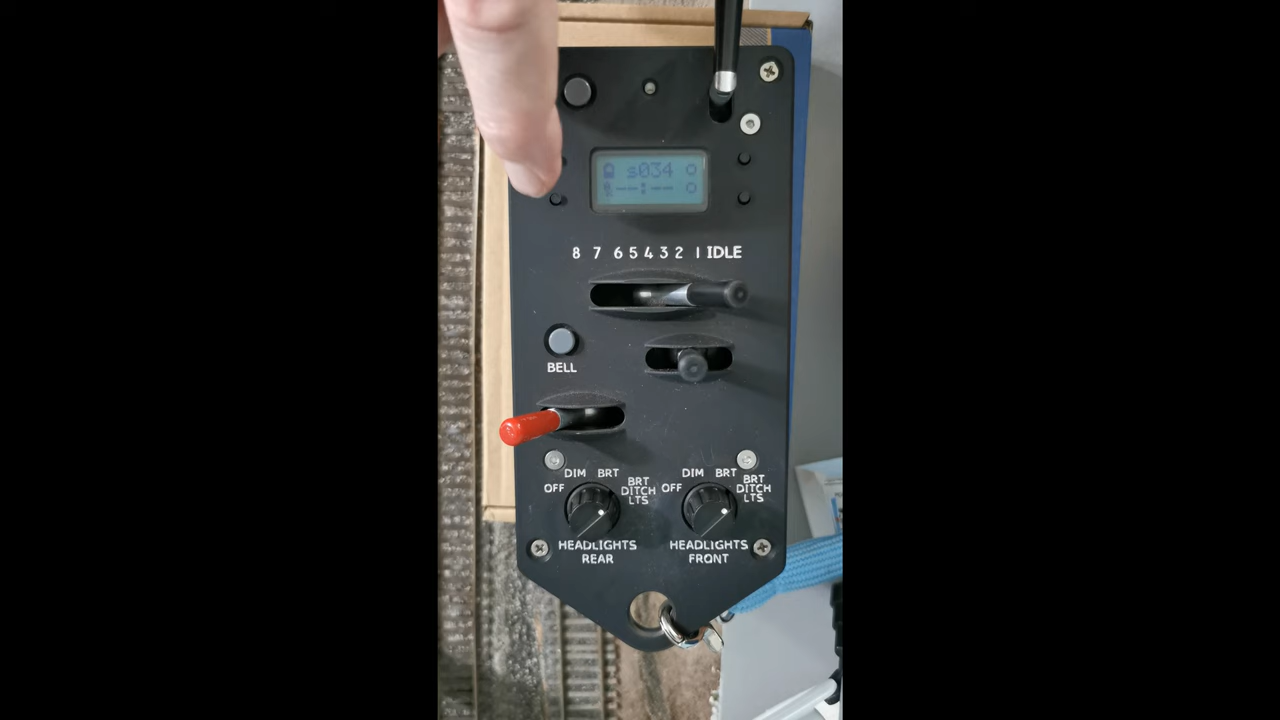 s034
8 7 6 5 4 3 2 1 IDLE
BELL
OFF DIM BRT BRT DITCH LTS
HEADLIGHTS
REAR
OFF DIM BRT BRT DITCH LTS
HEADLIGHTS
FRONT